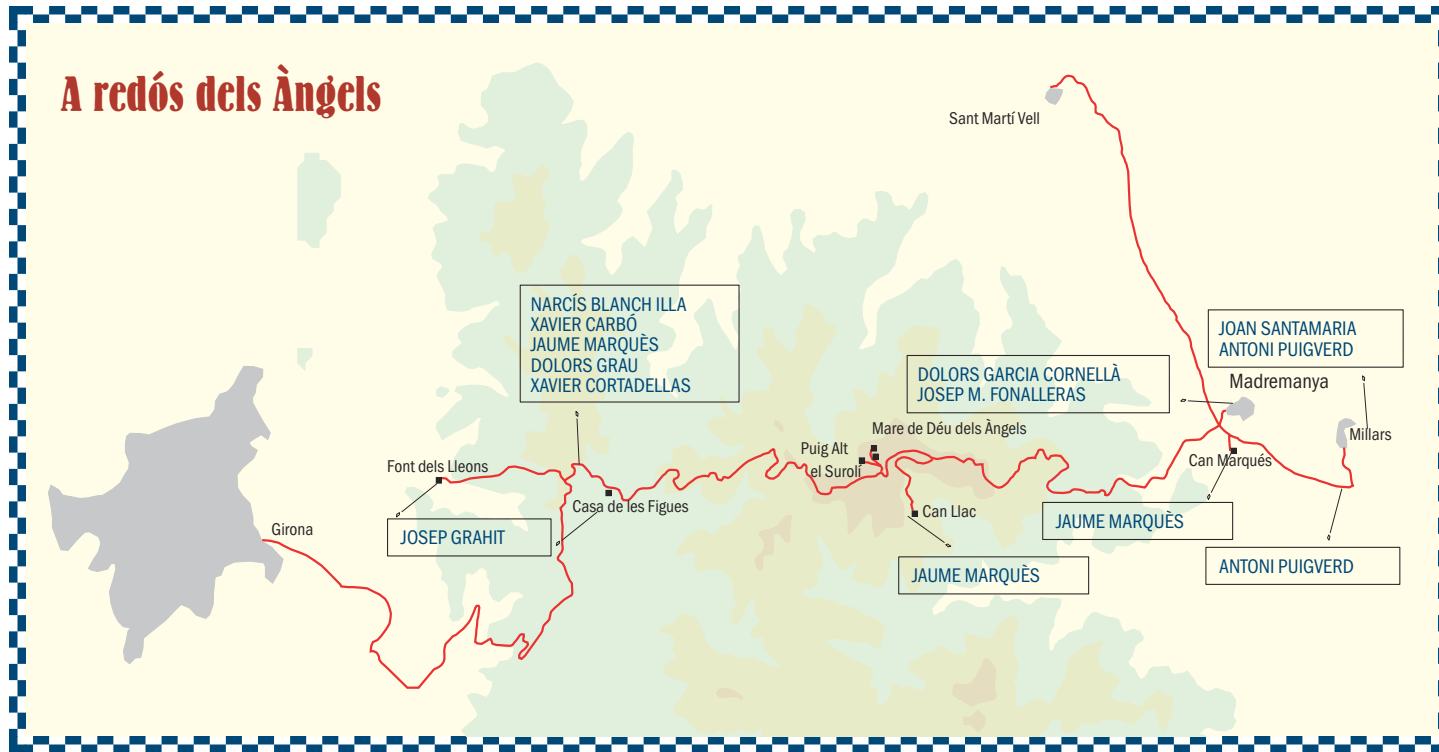 A redós dels Àngels
Sant Martí Vell
NARCÍS BLANCH ILLA
XAVIER CARBÓ
JAUME MARQUÈS
DOLORS GRAU
XAVIER CORTADELLAS
JOAN SANTAMARIA
ANTONI PUIGVERD
DOLORS GARCIA CORNELLÀ
JOSEP M. FONALLERAS
Madremanya
Mare de Déu dels Àngels
Millars
Puig Alt
el Surolí
Can Marqués
Font dels Lleons
Casa de les Figues
Can Llac
Girona
JOSEP GRAHIT
JAUME MARQUÈS
JAUME MARQUÈS
ANTONI PUIGVERD